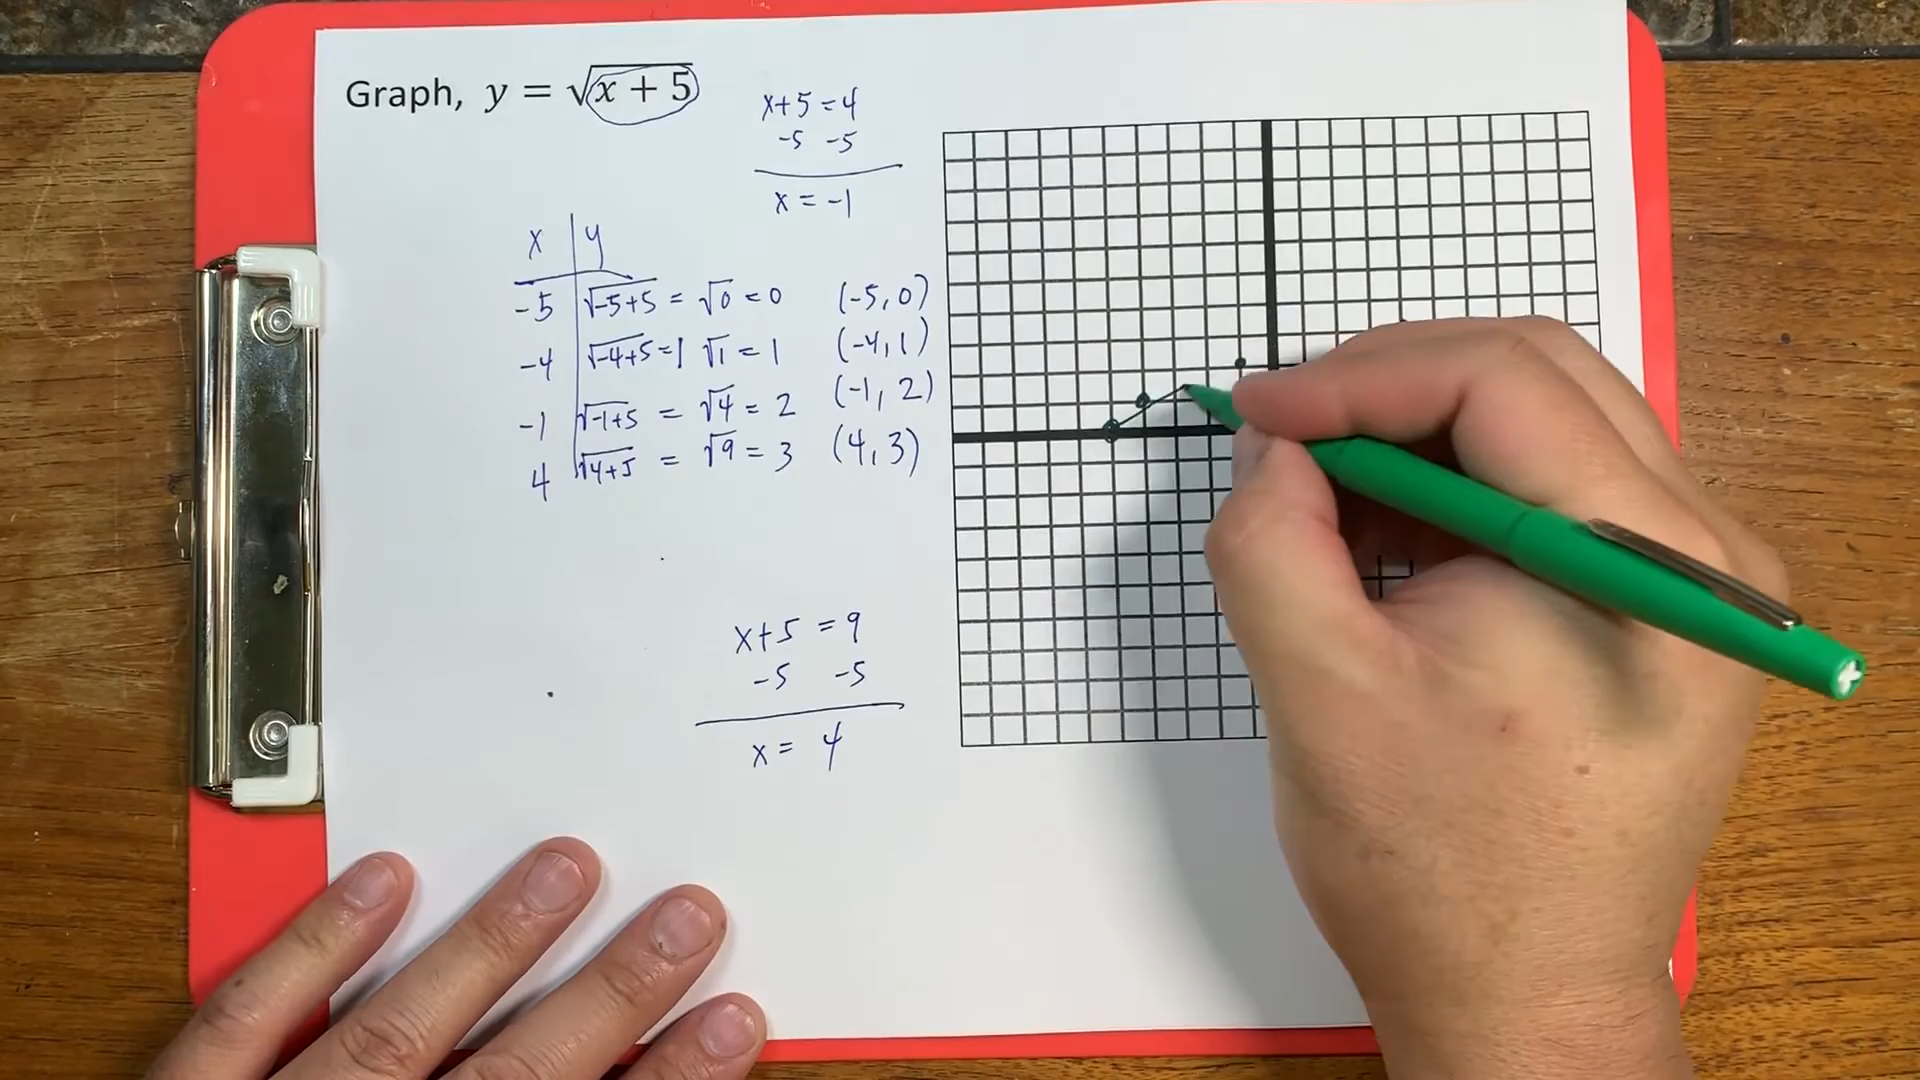 Graph, y = √(x + 5)
x+5 = 4
-5 -5
x = -1
x y
-5 √-5+5 = √0 = 0 (-5, 0)
-4 √-4+5 =1 √1 = 1 (-4, 1)
-1 √-1+5 = √4 = 2 (-1, 2)
4 √4+5 = √9 = 3 (4, 3)
x+5 = 9
-5 -5
x = 4